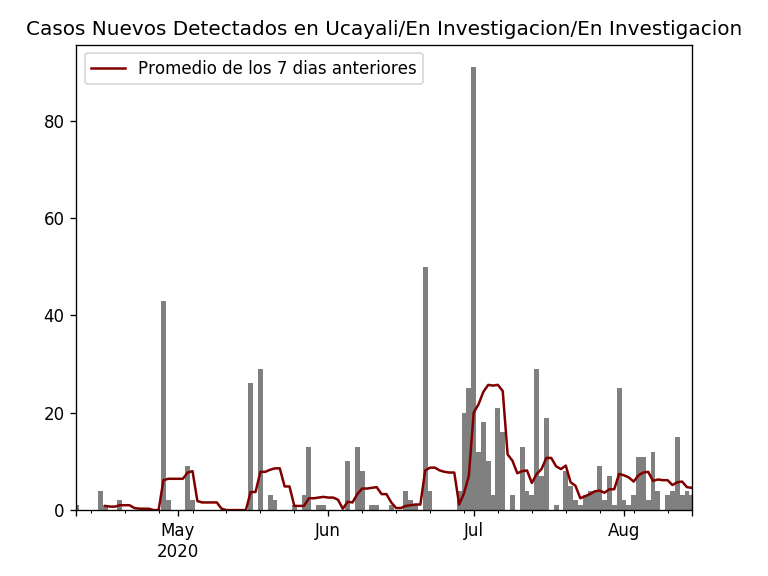 Casos Nuevos Detectados en Ucayali/En Investigacion/En Investigacion
Promedio de los 7 dias anteriores
80
60
40
20
0
May
2020
Jun
Jul
Aug